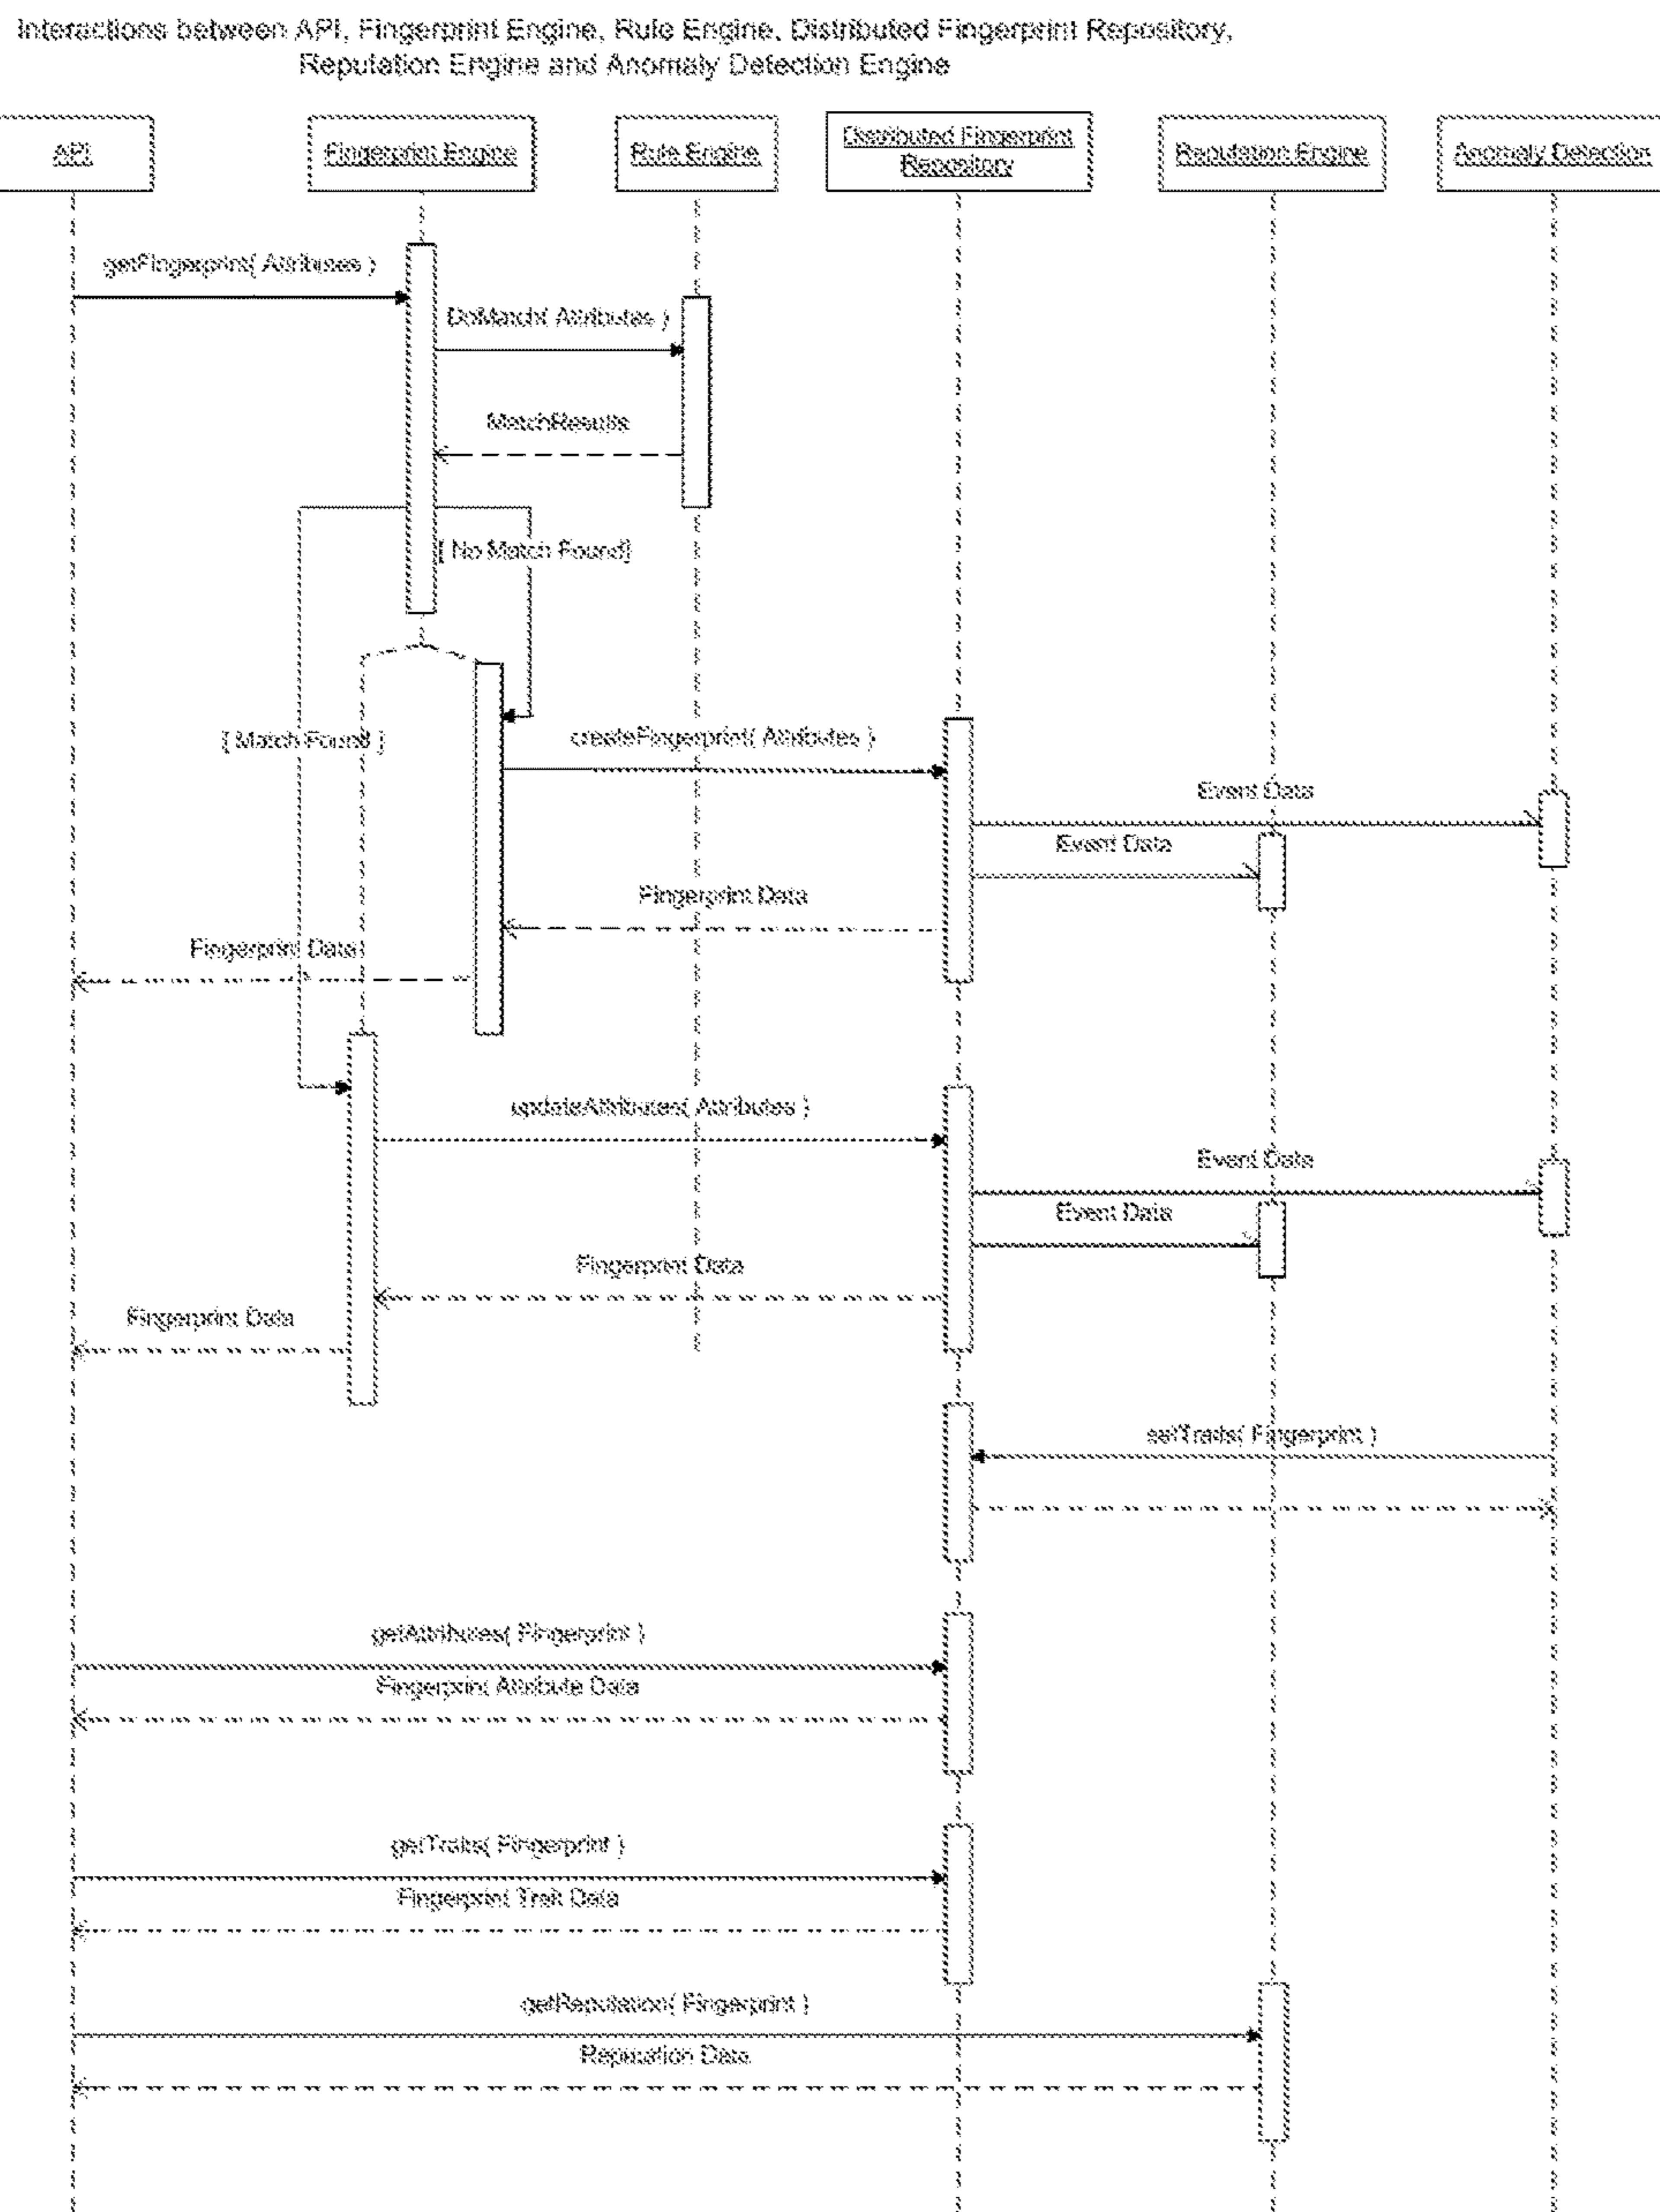 Interactions between API, Fingerprint Engine, Rule Engine, Distributed Fingerprint Repository,
Reputation Engine and Anomaly Detection Engine
API
Fingerprint Engine
Rule Engine
Distributed Fingerprint
Repository
Reputation Engine
Anomaly Detection
getFingerprint( Attributes )
DoMatch( Attributes )
MatchResults
[ No Match Found]
[ Match Found ]
createFingerprint( Attributes )
Event Data
Event Data
Fingerprint Data
Fingerprint Data
updateAttributes( Attributes )
Event Data
Event Data
Fingerprint Data
Fingerprint Data
setTraits( Fingerprint )
getAttributes( Fingerprint )
Fingerprint Attribute Data
getTraits( Fingerprint )
Fingerprint Trait Data
getReputation( Fingerprint )
Reputation Data